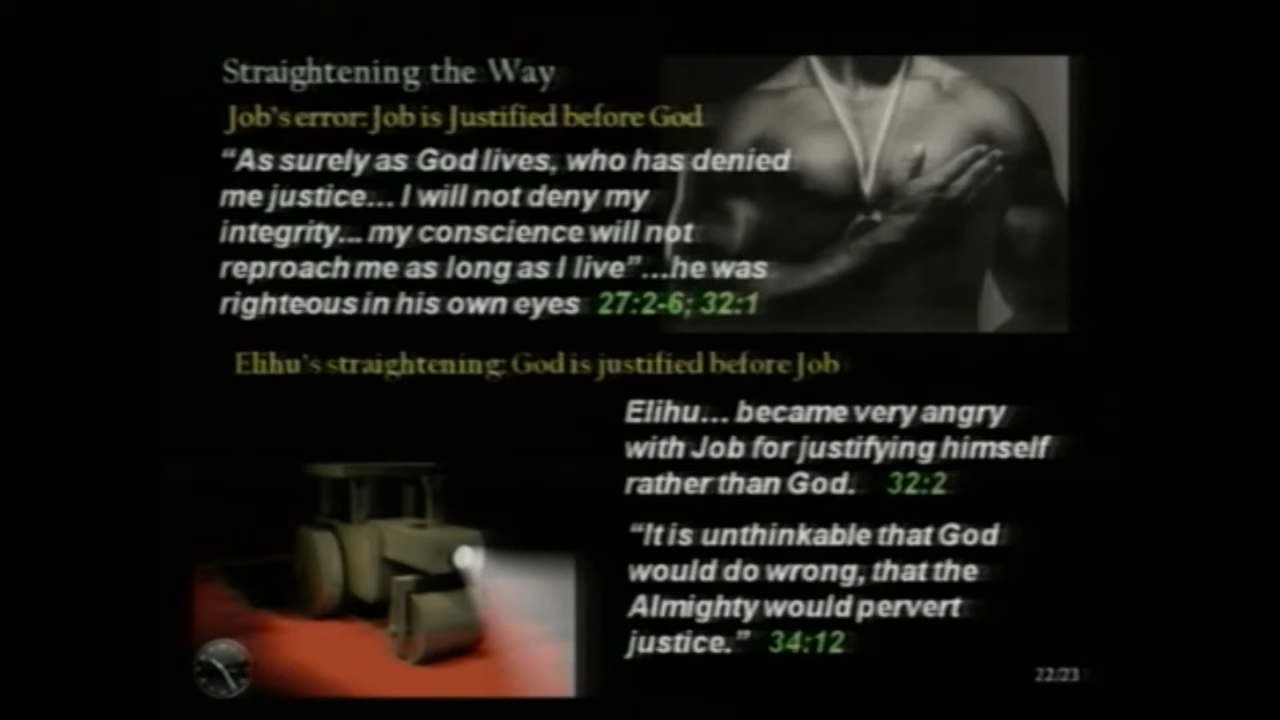 Straightening the Way
Job's error: Job is Justified before God
“As surely as God lives, who has denied
me justice... I will not deny my
integrity... my conscience will not
reproach me as long as I live”...he was
righteous in his own eyes 27:2-6; 32:1
Elihu's straightening: God is justified before Job
Elihu... became very angry
with Job for justifying himself
rather than God. 32:2
“It is unthinkable that God
would do wrong, that the
Almighty would pervert
justice.” 34:12
22/23